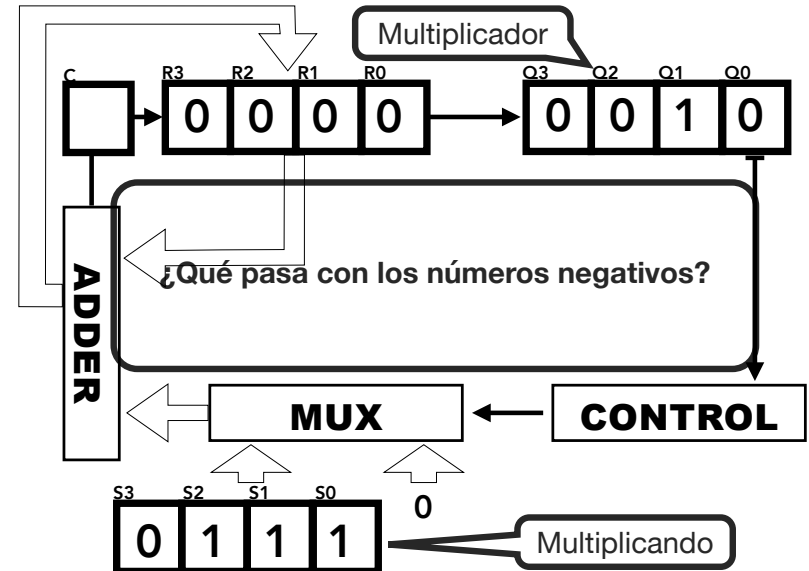 Multiplicador
C R3 R2 R1 R0 Q3 Q2 Q1 Q0
0 0 0 0 0 0 1 0
¿Qué pasa con los números negativos?
ADDER
MUX CONTROL
S3 S2 S1 S0
0
0 1 1 1
Multiplicando